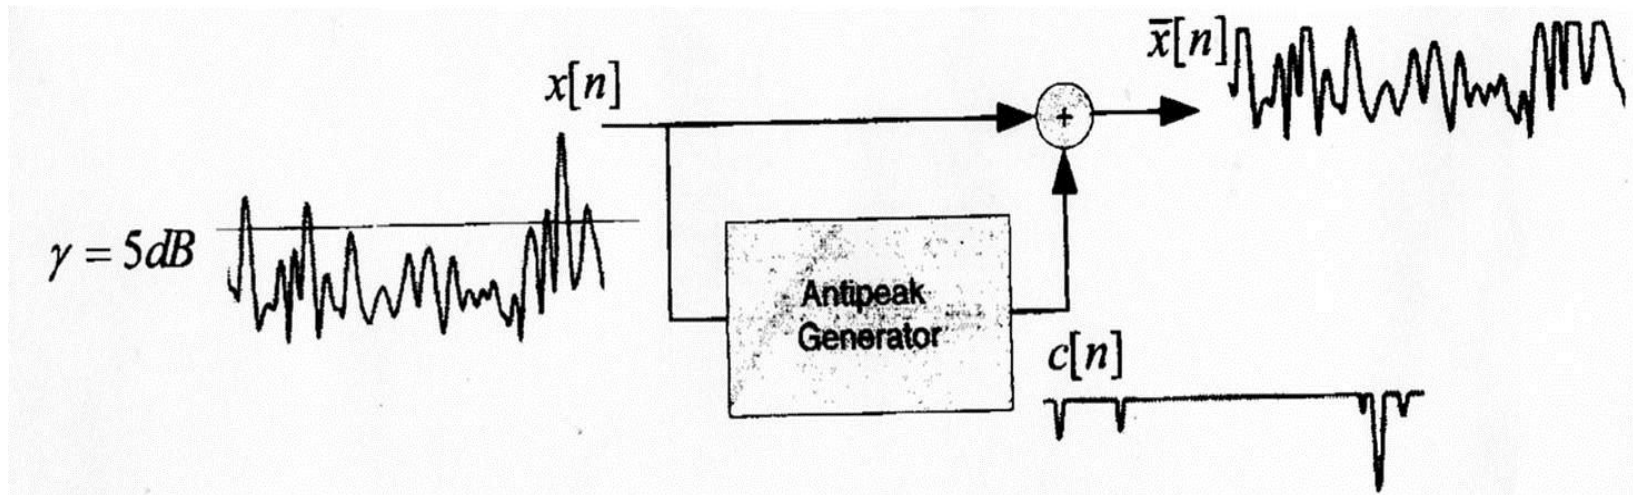 x̅[n]
x[n]
γ = 5dB
Antipeak
Generator
+
c[n]